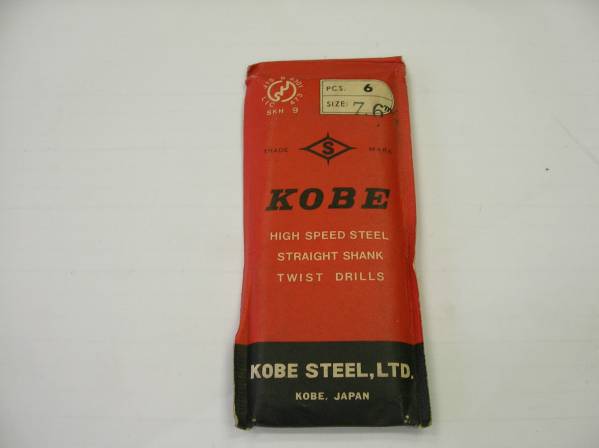 PCS. 6
SIZE: 7.6
SKH 9
TRADE S MARK
KOBE
HIGH SPEED STEEL
STRAIGHT SHANK
TWIST DRILLS
KOBE STEEL, LTD.
KOBE, JAPAN